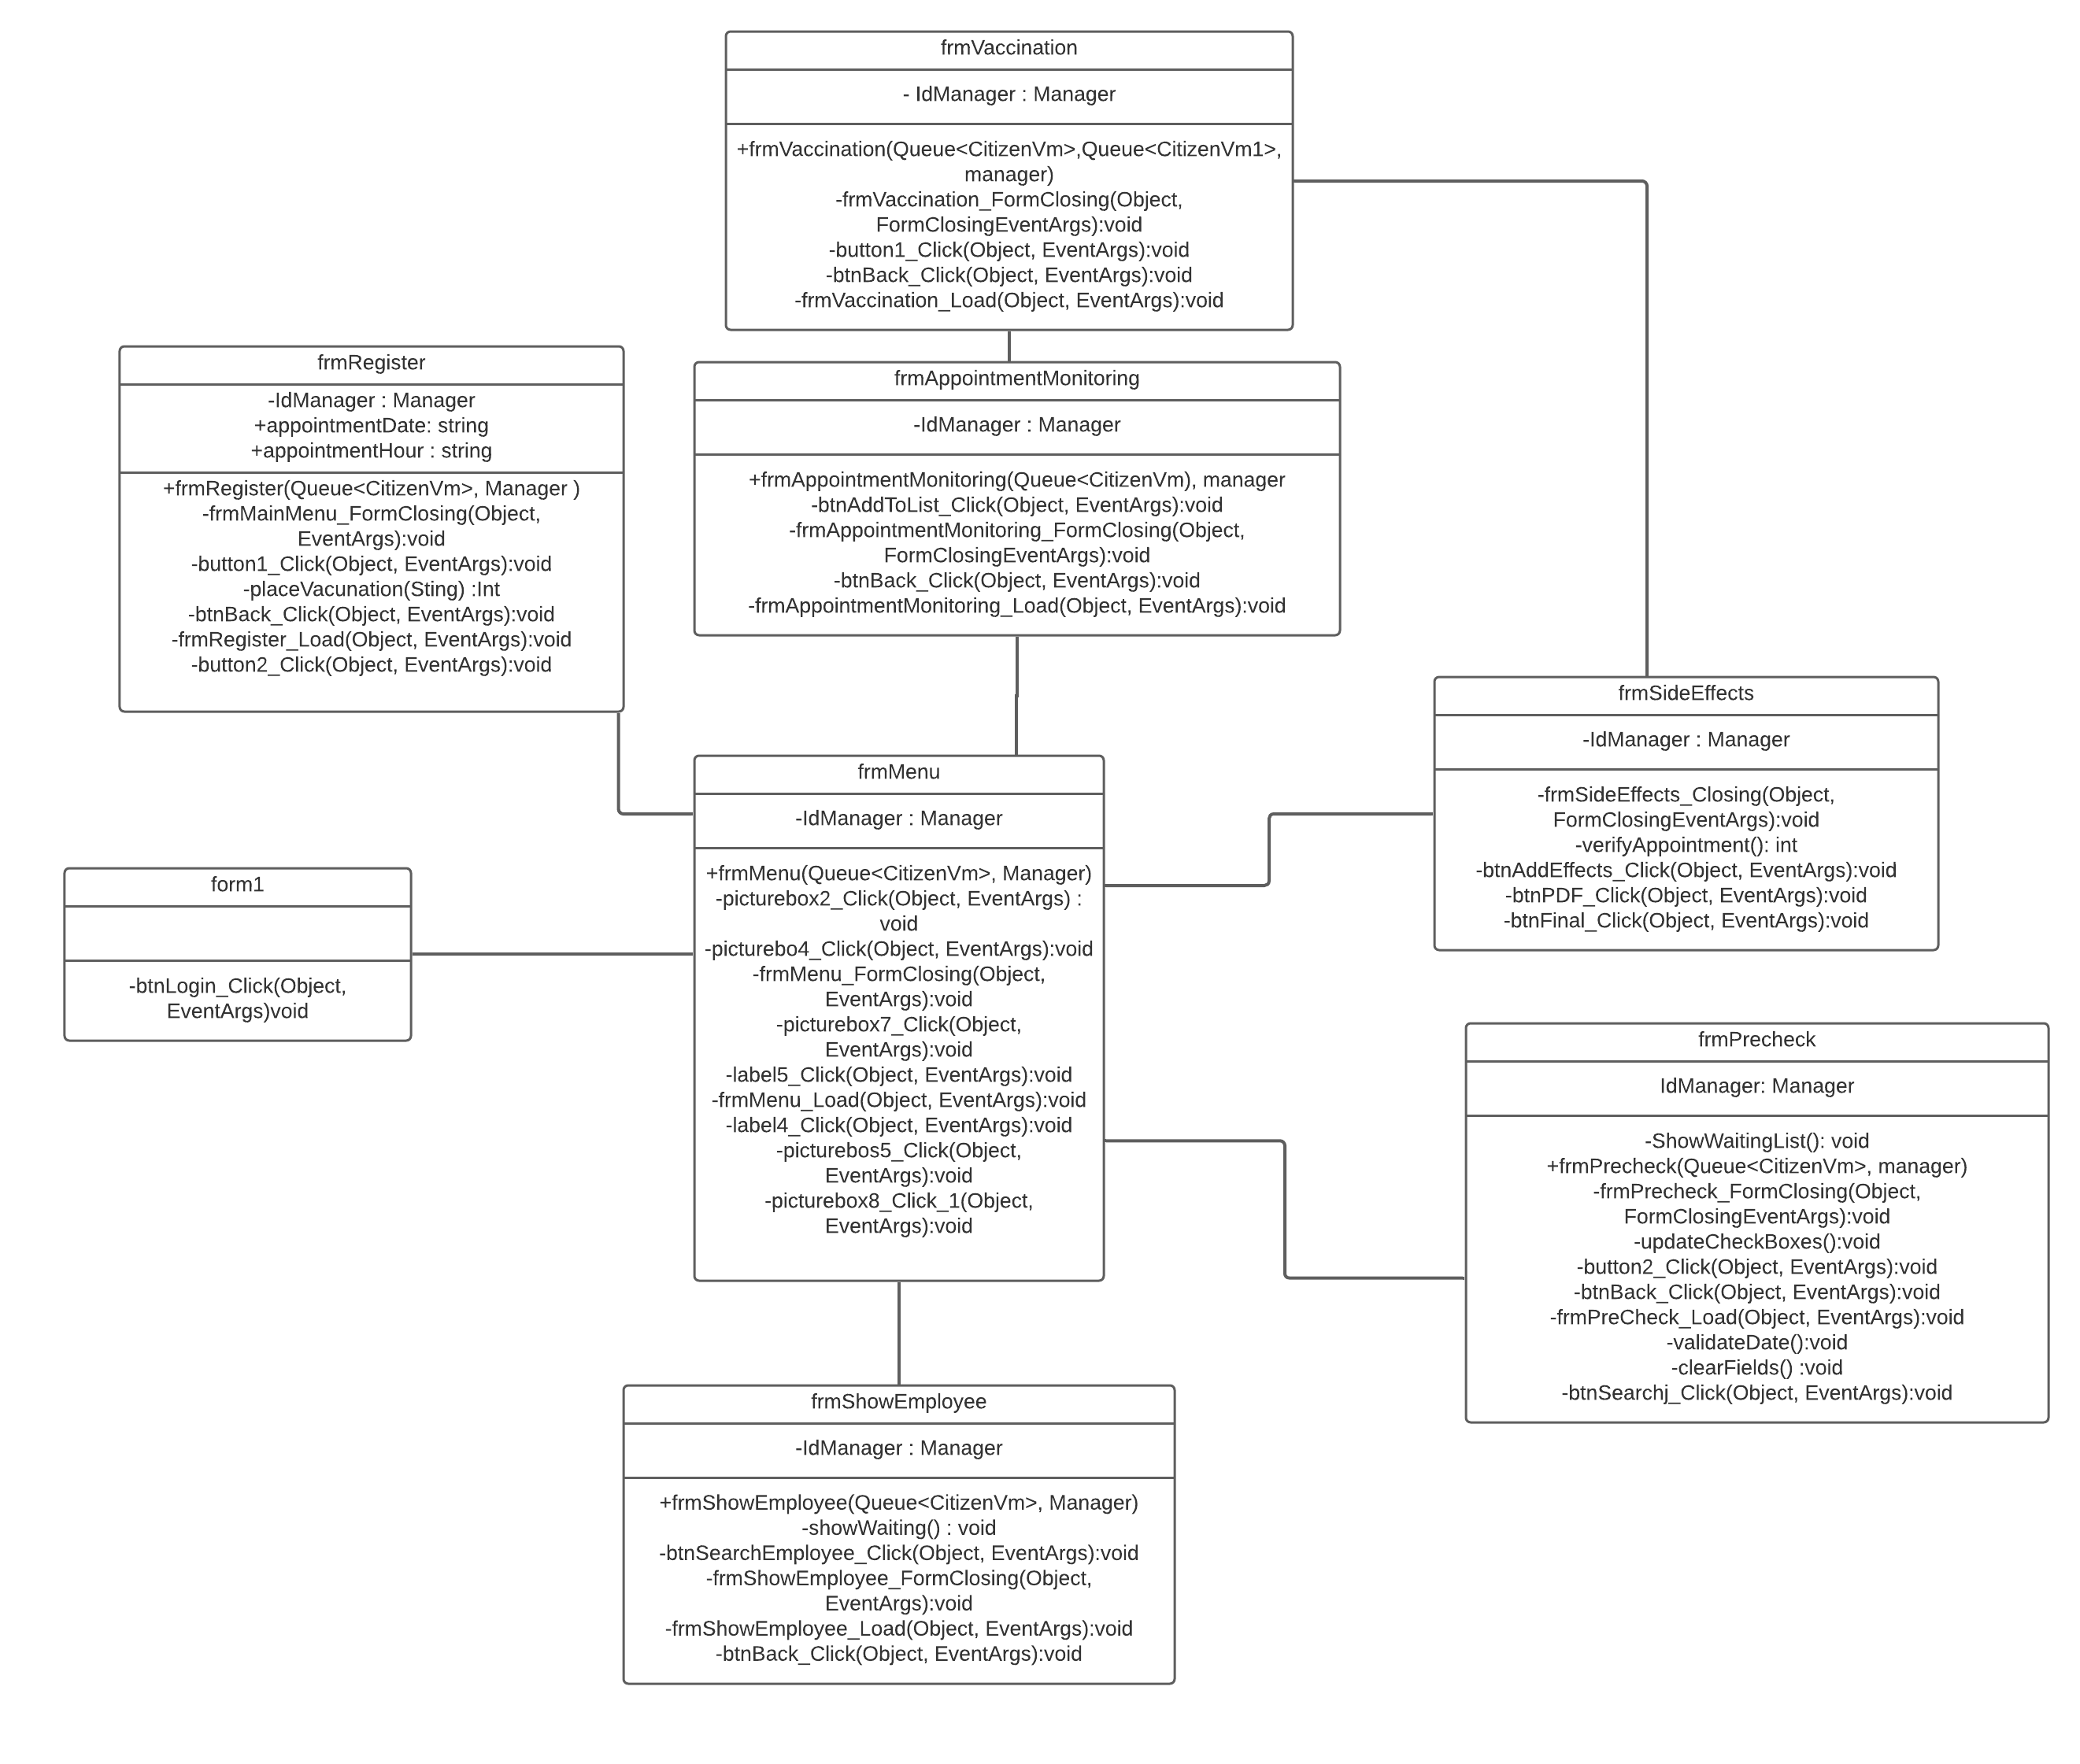 frmVaccination
- IdManager : Manager
+frmVaccination(Queue<CitizenVm>,Queue<CitizenVm1>,
manager)
-frmVaccination_FormClosing(Object,
FormClosingEventArgs):void
-button1_Click(Object, EventArgs):void
-btnBack_Click(Object, EventArgs):void
-frmVaccination_Load(Object, EventArgs):void
frmRegister
-IdManager : Manager
+appointmentDate: string
+appointmentHour : string
+frmRegister(Queue<CitizenVm>, Manager )
-frmMainMenu_FormClosing(Object,
EventArgs):void
-button1_Click(Object, EventArgs):void
-placeVacunation(Sting) :Int
-btnBack_Click(Object, EventArgs):void
-frmRegister_Load(Object, EventArgs):void
-button2_Click(Object, EventArgs):void
frmAppointmentMonitoring
-IdManager : Manager
+frmAppointmentMonitoring(Queue<CitizenVm), manager
-btnAddToList_Click(Object, EventArgs):void
-frmAppointmentMonitoring_FormClosing(Object,
FormClosingEventArgs):void
-btnBack_Click(Object, EventArgs):void
-frmAppointmentMonitoring_Load(Object, EventArgs):void
frmSideEffects
-IdManager : Manager
-frmSideEffects_Closing(Object,
FormClosingEventArgs):void
-verifyAppointment(): int
-btnAddEffects_Click(Object, EventArgs):void
-btnPDF_Click(Object, EventArgs):void
-btnFinal_Click(Object, EventArgs):void
frmMenu
-IdManager : Manager
+frmMenu(Queue<CitizenVm>, Manager)
-picturebox2_Click(Object, EventArgs) :
void
-picturebo4_Click(Object, EventArgs):void
-frmMenu_FormClosing(Object,
EventArgs):void
-picturebox7_Click(Object,
EventArgs):void
-label5_Click(Object, EventArgs):void
-frmMenu_Load(Object, EventArgs):void
-label4_Click(Object, EventArgs):void
-picturebos5_Click(Object,
EventArgs):void
-picturebox8_Click_1(Object,
EventArgs):void
form1
-btnLogin_Click(Object,
EventArgs)void
frmPrecheck
IdManager: Manager
-ShowWaitingList(): void
+frmPrecheck(Queue<CitizenVm>, manager)
-frmPrecheck_FormClosing(Object,
FormClosingEventArgs):void
-updateCheckBoxes():void
-button2_Click(Object, EventArgs):void
-btnBack_Click(Object, EventArgs):void
-frmPreCheck_Load(Object, EventArgs):void
-validateDate():void
-clearFields() :void
-btnSearchj_Click(Object, EventArgs):void
frmShowEmployee
-IdManager : Manager
+frmShowEmployee(Queue<CitizenVm>, Manager)
-showWaiting() : void
-btnSearchEmployee_Click(Object, EventArgs):void
-frmShowEmployee_FormClosing(Object,
EventArgs):void
-frmShowEmployee_Load(Object, EventArgs):void
-btnBack_Click(Object, EventArgs):void